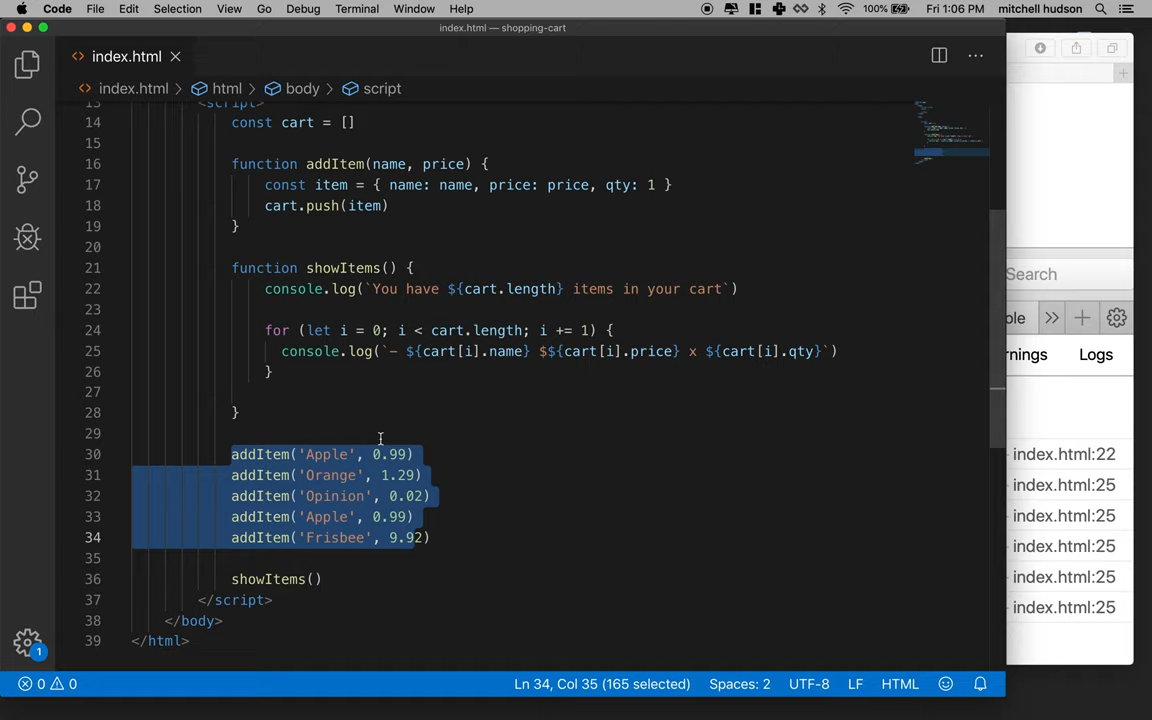 Code File Edit Selection View Go Debug Terminal Window Help 100% Fri 1:06 PM mitchell hudson
index.html — shopping-cart
<> index.html ×
<> index.html > html > body > script
13 <script>
14 const cart = []
15
16 function addItem(name, price) {
17 const item = { name: name, price: price, qty: 1 }
18 cart.push(item)
19 }
20
21 function showItems() {
22 console.log(`You have ${cart.length} items in your cart`)
23
24 for (let i = 0; i < cart.length; i += 1) {
25 console.log(`- ${cart[i].name} $${cart[i].price} x ${cart[i].qty}`)
26 }
27
28 }
29
30 addItem('Apple', 0.99)
31 addItem('Orange', 1.29)
32 addItem('Opinion', 0.02)
33 addItem('Apple', 0.99)
34 addItem('Frisbee', 9.92)
35
36 showItems()
37 </script>
38 </body>
39 </html>
1
0 0 Ln 34, Col 35 (165 selected) Spaces: 2 UTF-8 LF HTML
Search
ole >> +
rnings Logs
index.html:22
index.html:25
index.html:25
index.html:25
index.html:25
index.html:25